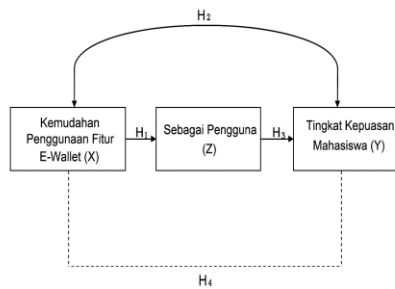 H₂
Kemudahan
Penggunaan Fitur
E-Wallet (X)
H₁
Sebagai Pengguna
(Z)
H₃
Tingkat Kepuasan
Mahasiswa (Y)
H₄